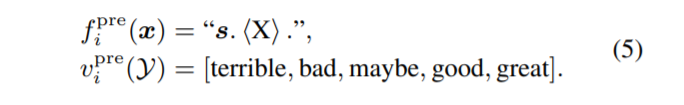 f_i^pre(x) = “s. ⟨X⟩ .”,
v_i^pre(𝒴) = [terrible, bad, maybe, good, great].
(5)